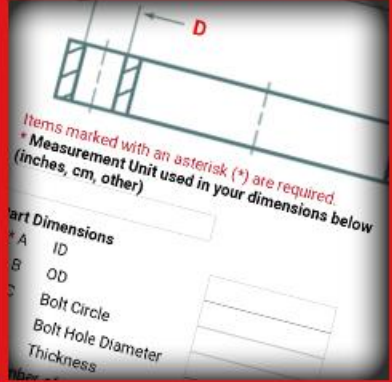 D
Items marked with an asterisk (*) are required.
* Measurement Unit used in your dimensions below
(inches, cm, other)
art Dimensions
* A ID
B OD
C Bolt Circle
Bolt Hole Diameter
Thickness